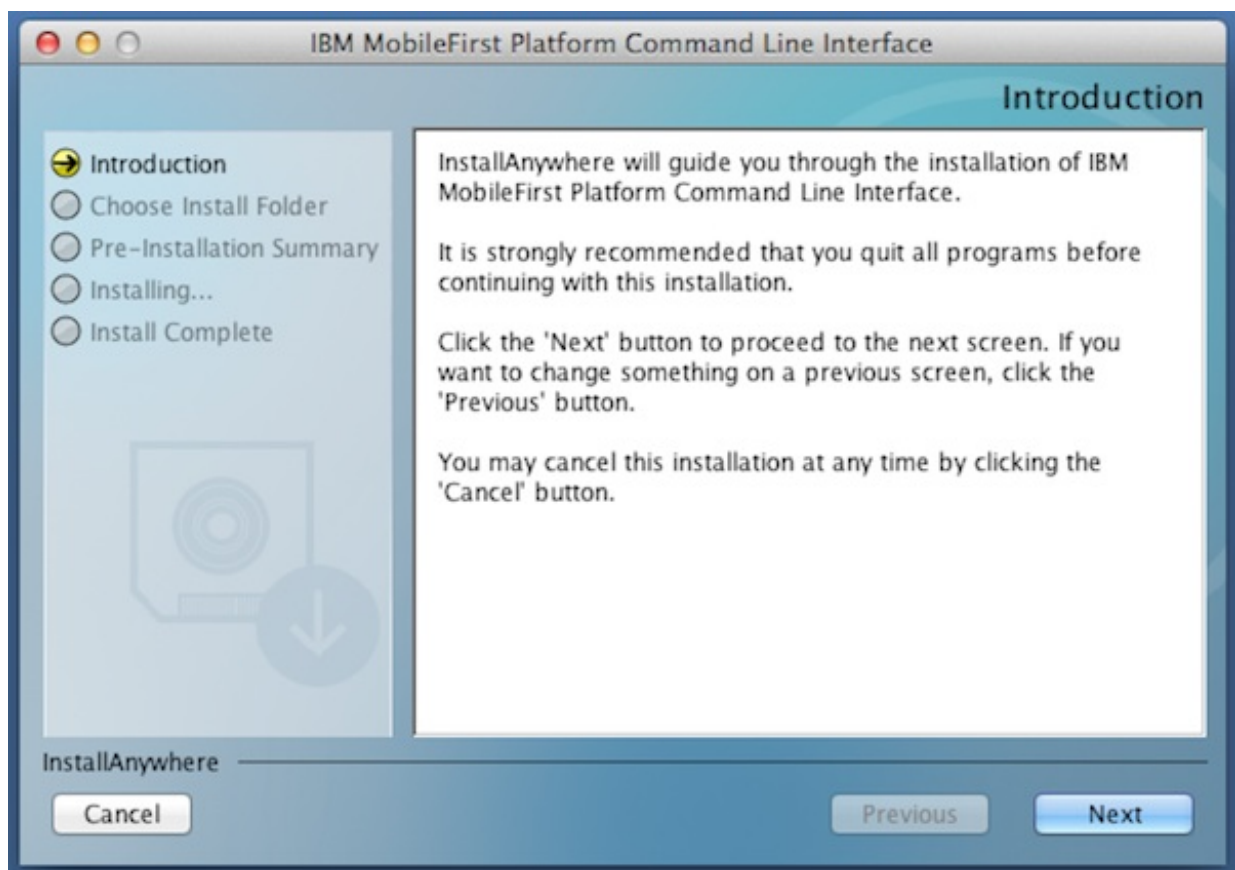 IBM MobileFirst Platform Command Line Interface
Introduction
Introduction
Choose Install Folder
Pre-Installation Summary
Installing...
Install Complete
InstallAnywhere will guide you through the installation of IBM
MobileFirst Platform Command Line Interface.
It is strongly recommended that you quit all programs before
continuing with this installation.
Click the 'Next' button to proceed to the next screen. If you
want to change something on a previous screen, click the
'Previous' button.
You may cancel this installation at any time by clicking the
'Cancel' button.
InstallAnywhere
Cancel
Previous
Next